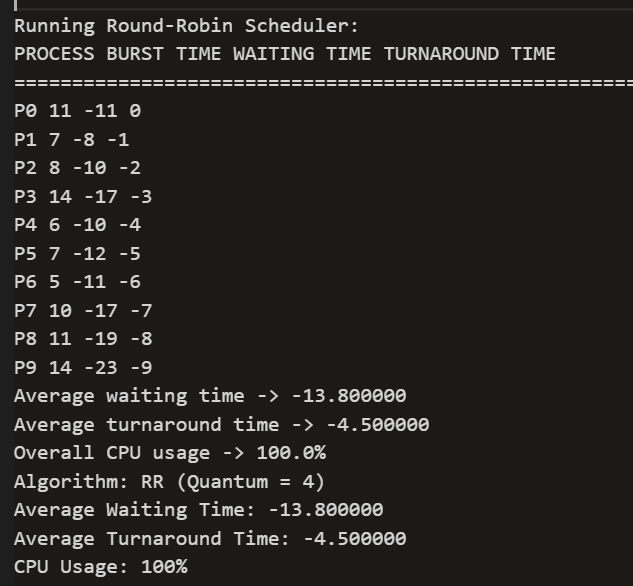 Running Round-Robin Scheduler:
PROCESS BURST TIME WAITING TIME TURNAROUND TIME
======================================================
P0 11 -11 0
P1 7 -8 -1
P2 8 -10 -2
P3 14 -17 -3
P4 6 -10 -4
P5 7 -12 -5
P6 5 -11 -6
P7 10 -17 -7
P8 11 -19 -8
P9 14 -23 -9
Average waiting time -> -13.800000
Average turnaround time -> -4.500000
Overall CPU usage -> 100.0%
Algorithm: RR (Quantum = 4)
Average Waiting Time: -13.800000
Average Turnaround Time: -4.500000
CPU Usage: 100%